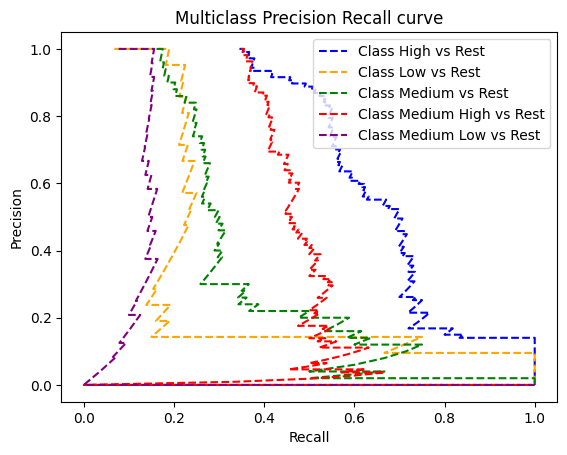 Multiclass Precision Recall curve
1.0
0.8
0.6
0.4
0.2
0.0
Precision
Class High vs Rest
Class Low vs Rest
Class Medium vs Rest
Class Medium High vs Rest
Class Medium Low vs Rest
0.0 0.2 0.4 0.6 0.8 1.0
Recall